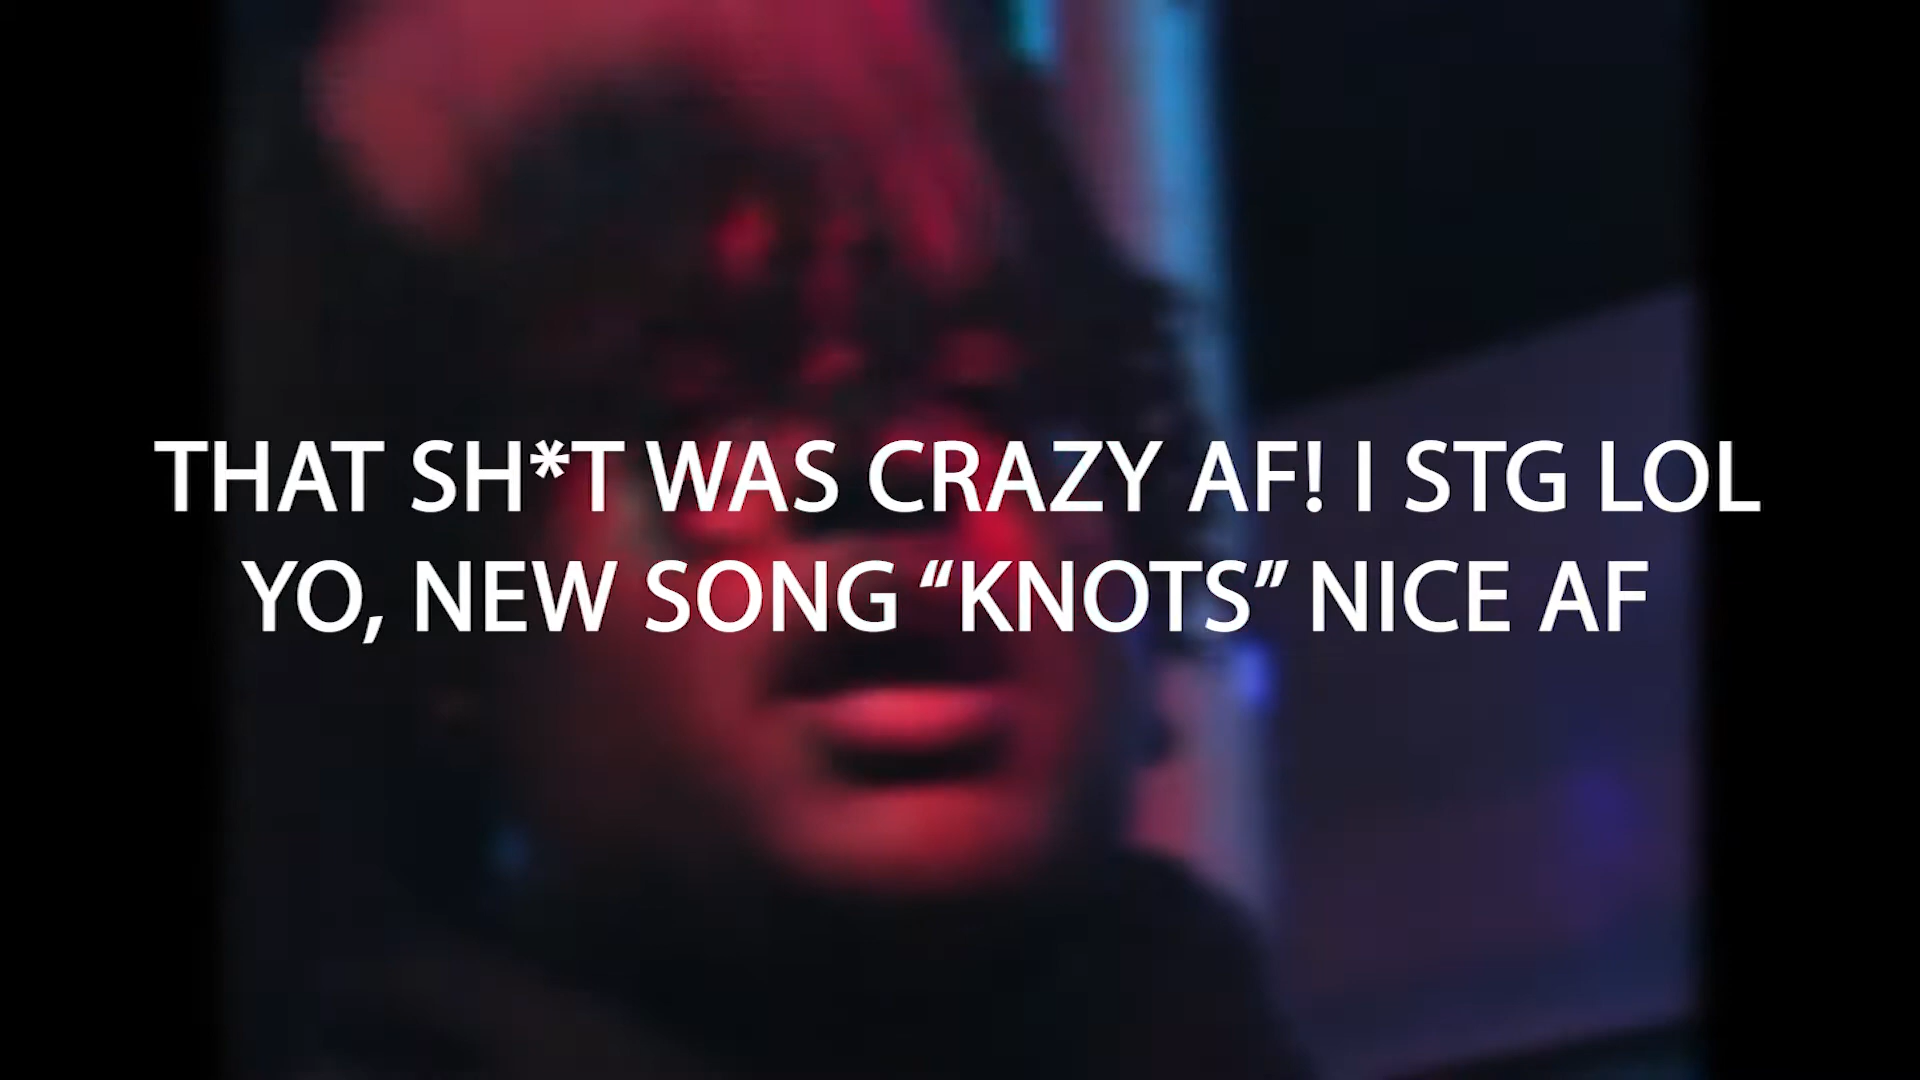 THAT SH*T WAS CRAZY AF! I STG LOL
YO, NEW SONG “KNOTS” NICE AF